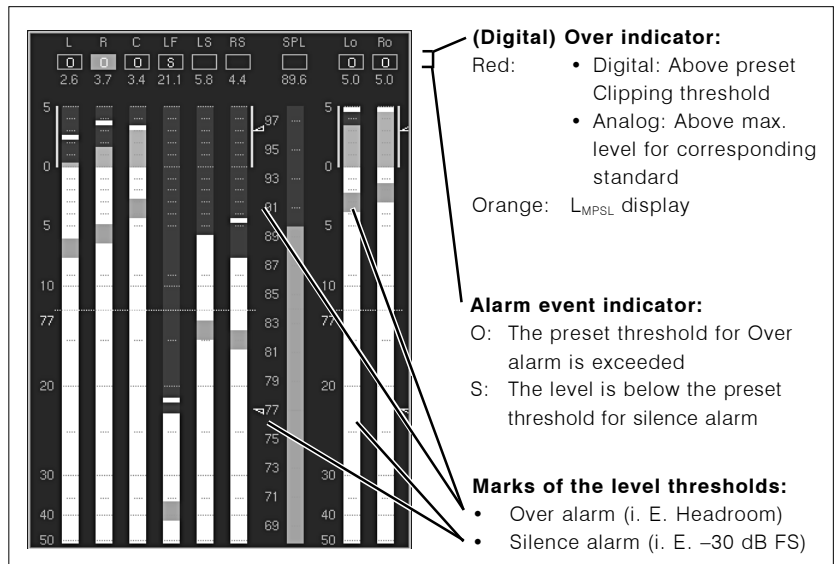 L R C LF LS RS SPL Lo Ro
O O O S O O
2.6 3.7 3.4 21.1 5.8 4.4 89.6 5.0 5.0
5
0
5
10
77
20
30
40
50
97
95
93
91
89
87
85
83
81
79
77
75
73
71
69
5
0
5
10
77
20
30
40
50
(Digital) Over indicator:
Red: • Digital: Above preset
Clipping threshold
• Analog: Above max.
level for corresponding
standard
Orange: LMPSL display
Alarm event indicator:
O: The preset threshold for Over
alarm is exceeded
S: The level is below the preset
threshold for silence alarm
Marks of the level thresholds:
• Over alarm (i. E. Headroom)
• Silence alarm (i. E. –30 dB FS)